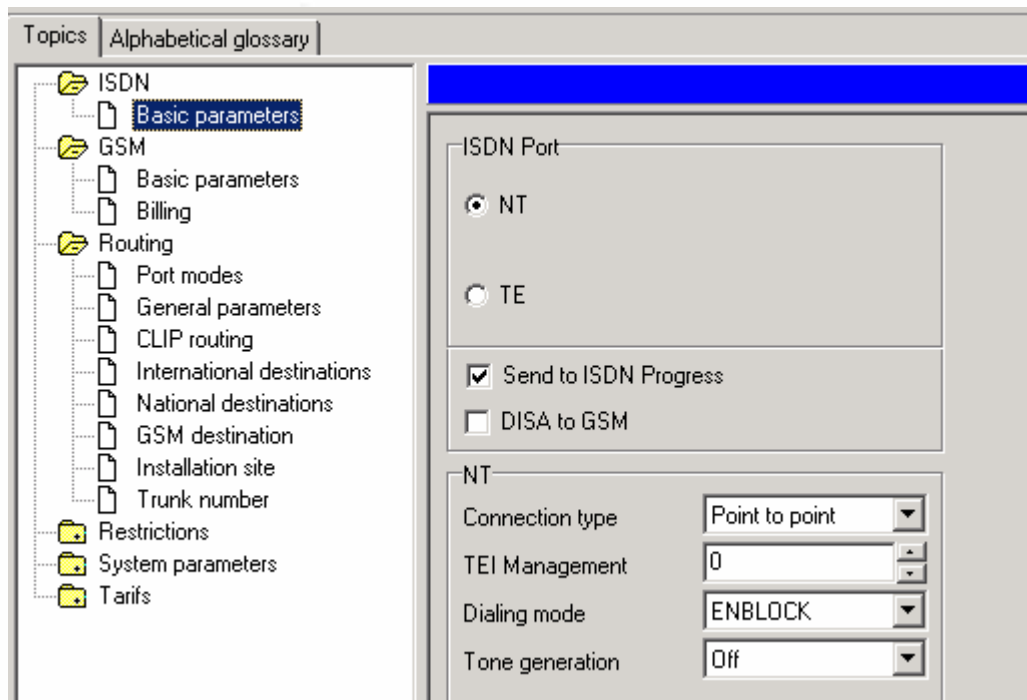 Topics
Alphabetical glossary
ISDN
Basic parameters
GSM
Basic parameters
Billing
Routing
Port modes
General parameters
CLIP routing
International destinations
National destinations
GSM destination
Installation site
Trunk number
Restrictions
System parameters
Tarifs
ISDN Port
NT
TE
Send to ISDN Progress
DISA to GSM
NT
Connection type Point to point
TEI Management 0
Dialing mode ENBLOCK
Tone generation Off